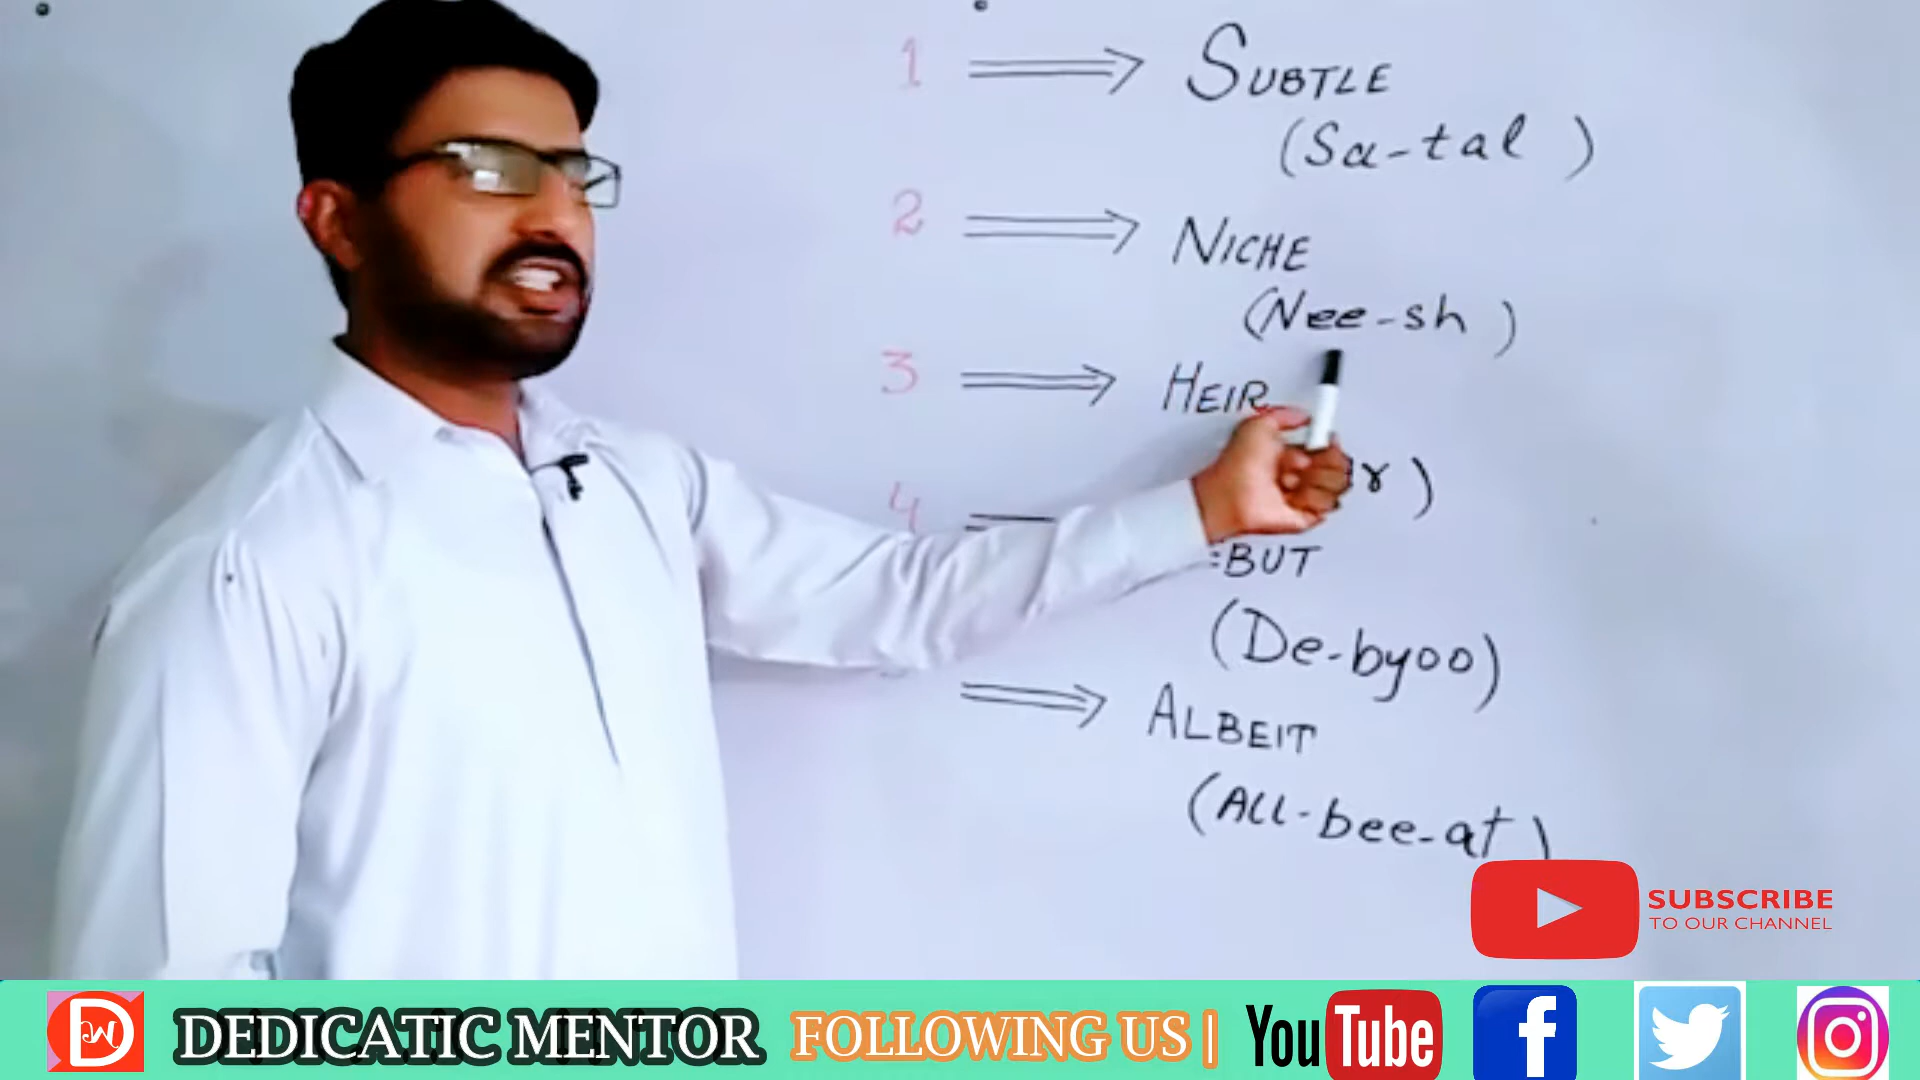 1 SUBTLE
(Sa-tal)
2 NICHE
(Nee-sh)
3 HEIR
r)
4 BUT
(De-byoo)
ALBEIT
(All-bee-at)
SUBSCRIBE
TO OUR CHANNEL
DEDICATIC MENTOR FOLLOWING US | YouTube